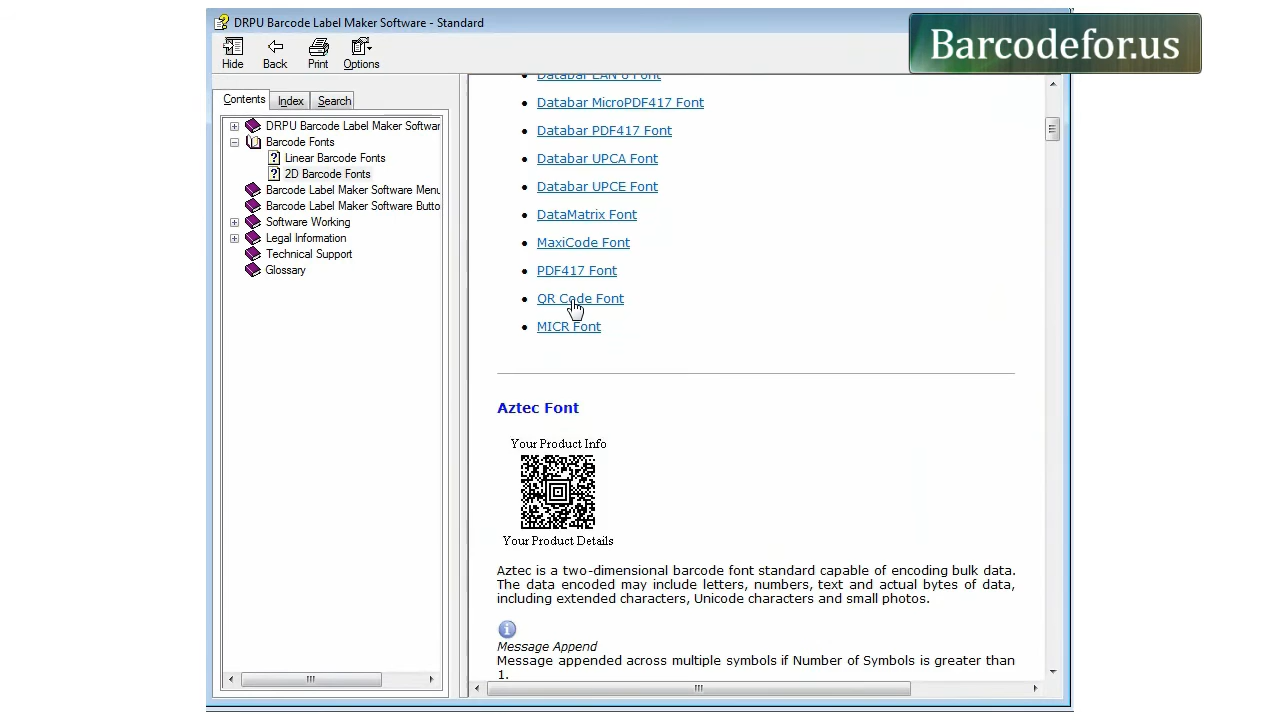 DRPU Barcode Label Maker Software - Standard
Barcodefor.us
Hide
Back
Print
Options
Contents
Index
Search
DRPU Barcode Label Maker Softwar
Barcode Fonts
Linear Barcode Fonts
2D Barcode Fonts
Barcode Label Maker Software Menu
Barcode Label Maker Software Butto
Software Working
Legal Information
Technical Support
Glossary
Databar EAN 8 Font
Databar MicroPDF417 Font
Databar PDF417 Font
Databar UPCA Font
Databar UPCE Font
DataMatrix Font
MaxiCode Font
PDF417 Font
QR Code Font
MICR Font
Aztec Font
Your Product Info
Your Product Details
Aztec is a two-dimensional barcode font standard capable of encoding bulk data.
The data encoded may include letters, numbers, text and actual bytes of data,
including extended characters, Unicode characters and small photos.
Message Append
Message appended across multiple symbols if Number of Symbols is greater than
1.